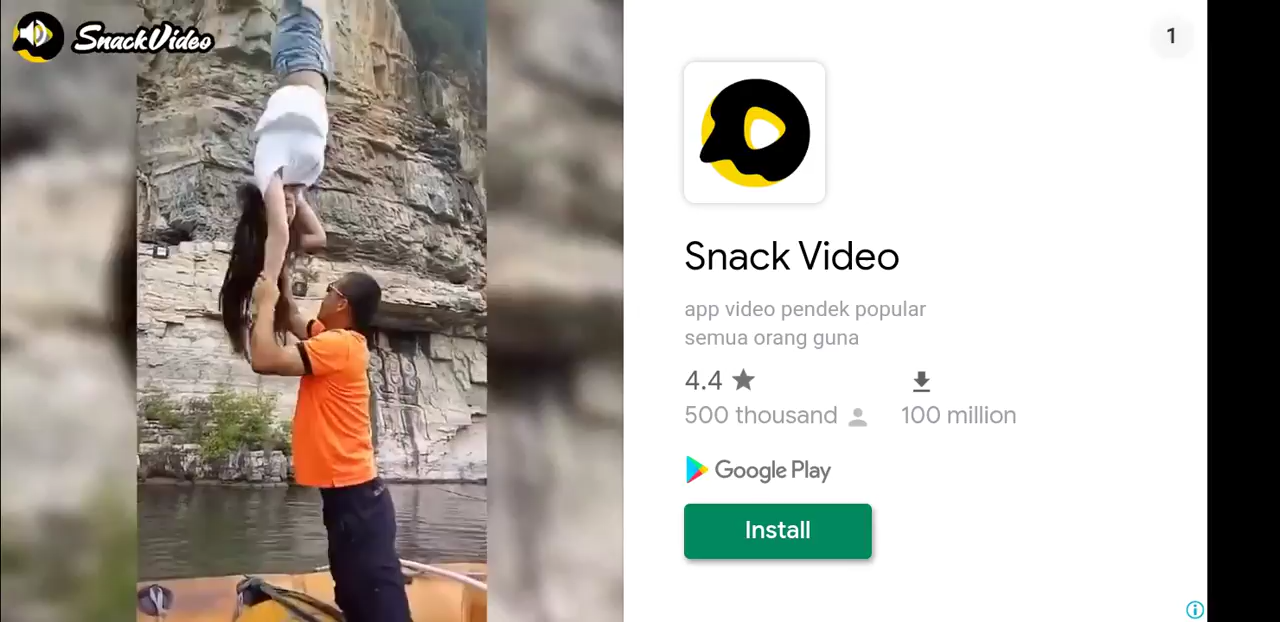 SnackVideo
1
Snack Video
app video pendek popular
semua orang guna
4.4
500 thousand
100 million
Google Play
Install